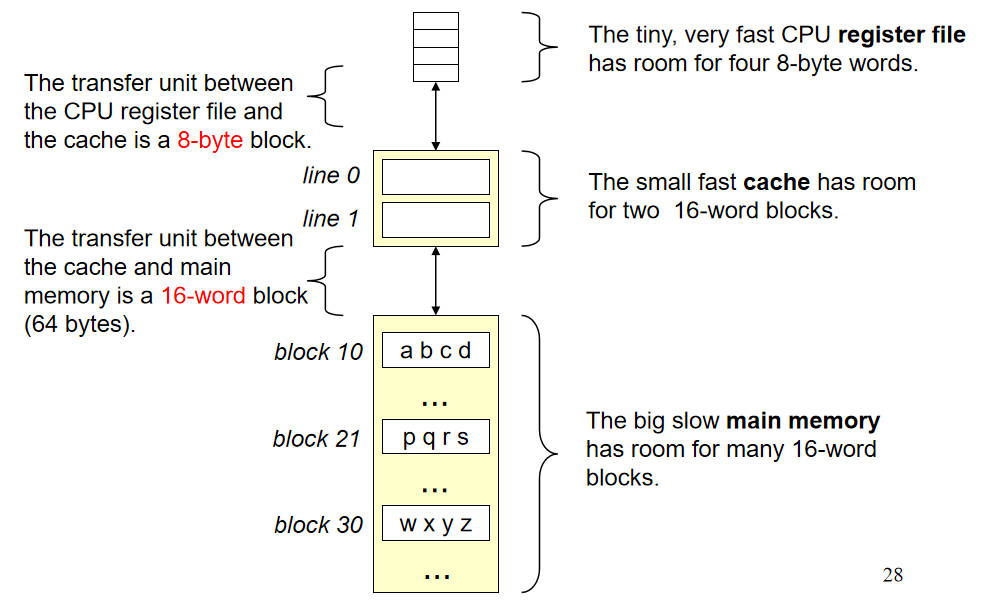 The tiny, very fast CPU register file
has room for four 8-byte words.
The transfer unit between
the CPU register file and
the cache is a 8-byte block.
line 0
line 1
The small fast cache has room
for two  16-word blocks.
The transfer unit between
the cache and main
memory is a 16-word block
(64 bytes).
block 10
a b c d
...
block 21
p q r s
...
block 30
w x y z
...
The big slow main memory
has room for many 16-word
blocks.
28